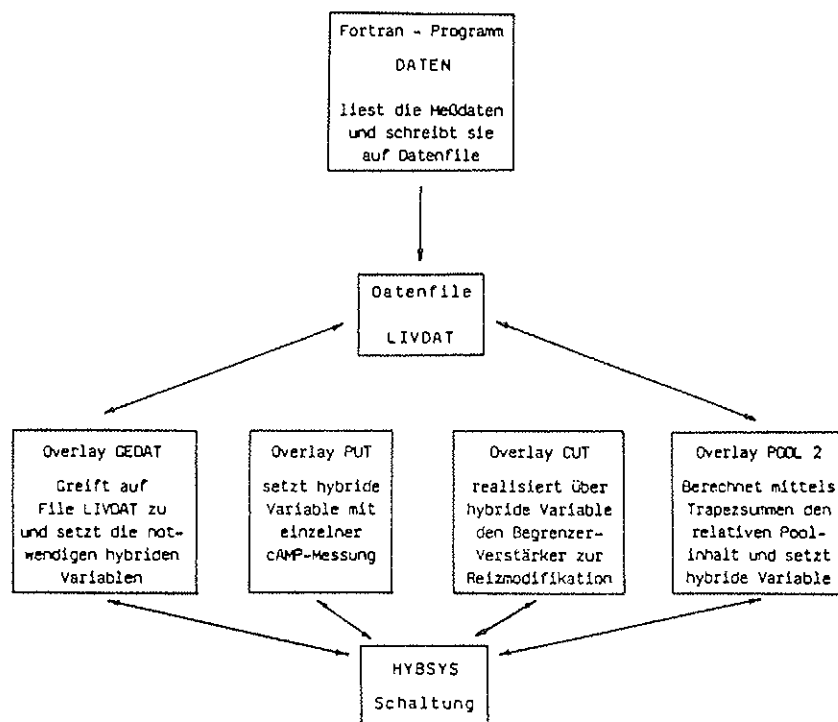 Fortran - Programm
DATEN
liest die Meßdaten
und schreibt sie
auf Datenfile
Datenfile
LIVDAT
Overlay GEDAT
Greift auf
File LIVDAT zu
und setzt die not-
wendigen hybriden
Variablen
Overlay PUT
setzt hybride
Variable mit
einzelner
cAMP-Messung
Overlay CUT
realisiert über
hybride Variable
den Begrenzer-
Verstärker zur
Reizmodifikation
Overlay POOL 2
Berechnet mittels
Trapezsummen den
relativen Pool-
inhalt und setzt
hybride Variable
HYBSYS
Schaltung